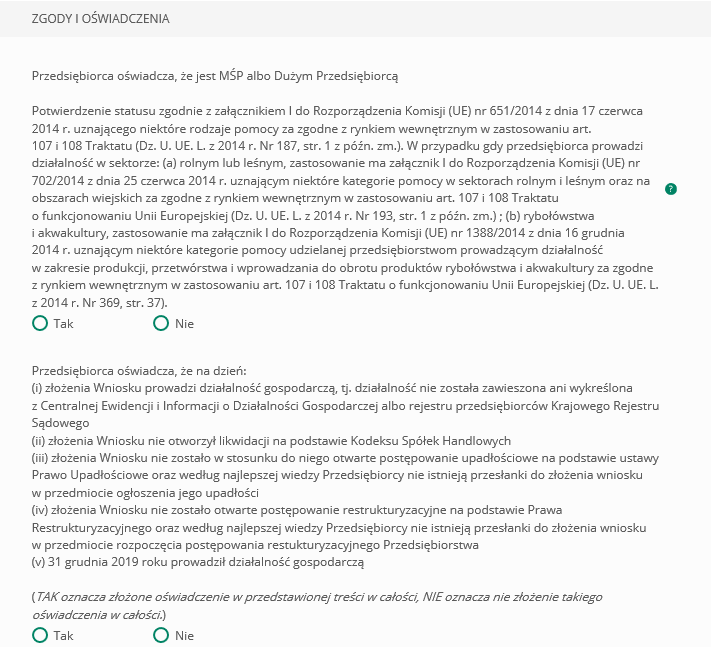 ZGODY I OŚWIADCZENIA
Przedsiębiorca oświadcza, że jest MŚP albo Dużym Przedsiębiorcą
Potwierdzenie statusu zgodnie z załącznikiem I do Rozporządzenia Komisji (UE) nr 651/2014 z dnia 17 czerwca
2014 r. uznającego niektóre rodzaje pomocy za zgodne z rynkiem wewnętrznym w zastosowaniu art.
107 i 108 Traktatu (Dz. U. UE. L. z 2014 r. Nr 187, str. 1 z późn. zm.). W przypadku gdy przedsiębiorca prowadzi
działalność w sektorze: (a) rolnym lub leśnym, zastosowanie ma załącznik I do Rozporządzenia Komisji (UE) nr
702/2014 z dnia 25 czerwca 2014 r. uznającym niektóre kategorie pomocy w sektorach rolnym i leśnym oraz na
obszarach wiejskich za zgodne z rynkiem wewnętrznym w zastosowaniu art. 107 i 108 Traktatu
o funkcjonowaniu Unii Europejskiej (Dz. U. UE. L. z 2014 r. Nr 193, str. 1 z późn. zm.) ; (b) rybołówstwa
i akwakultury, zastosowanie ma załącznik I do Rozporządzenia Komisji (UE) nr 1388/2014 z dnia 16 grudnia
2014 r. uznającym niektóre kategorie pomocy udzielanej przedsiębiorstwom prowadzącym działalność
w zakresie produkcji, przetwórstwa i wprowadzania do obrotu produktów rybołówstwa i akwakultury za zgodne
z rynkiem wewnętrznym w zastosowaniu art. 107 i 108 Traktatu o funkcjonowaniu Unii Europejskiej (Dz. U. UE. L.
z 2014 r. Nr 369, str. 37).
?
Tak Nie
Przedsiębiorca oświadcza, że na dzień:
(i) złożenia Wniosku prowadzi działalność gospodarczą, tj. działalność nie została zawieszona ani wykreślona
z Centralnej Ewidencji i Informacji o Działalności Gospodarczej albo rejestru przedsiębiorców Krajowego Rejestru
Sądowego
(ii) złożenia Wniosku nie otworzył likwidacji na podstawie Kodeksu Spółek Handlowych
(iii) złożenia Wniosku nie zostało w stosunku do niego otwarte postępowanie upadłościowe na podstawie ustawy
Prawo Upadłościowe oraz według najlepszej wiedzy Przedsiębiorcy nie istnieją przesłanki do złożenia wniosku
w przedmiocie ogłoszenia jego upadłości
(iv) złożenia Wniosku nie zostało otwarte postępowanie restrukturyzacyjne na podstawie Prawa
Restrukturyzacyjnego oraz według najlepszej wiedzy Przedsiębiorcy nie istnieją przesłanki do złożenia wniosku
w przedmiocie rozpoczęcia postępowania restukturyzacyjnego Przedsiębiorstwa
(v) 31 grudnia 2019 roku prowadził działalność gospodarczą
(TAK oznacza złożone oświadczenie w przedstawionej treści w całości, NIE oznacza nie złożenie takiego
oświadczenia w całości.)
Tak Nie